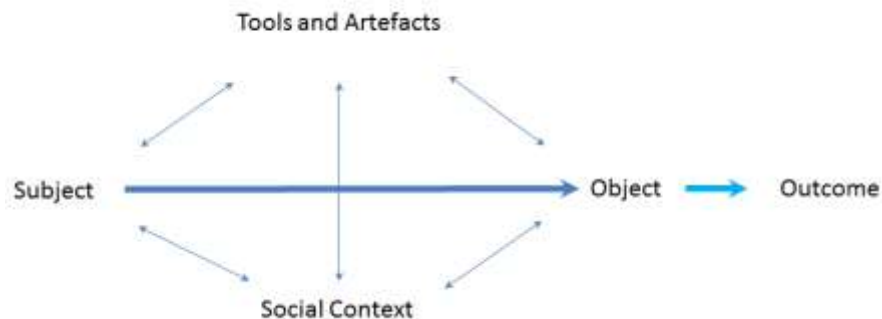 Tools and Artefacts
Subject
Object
Outcome
Social Context